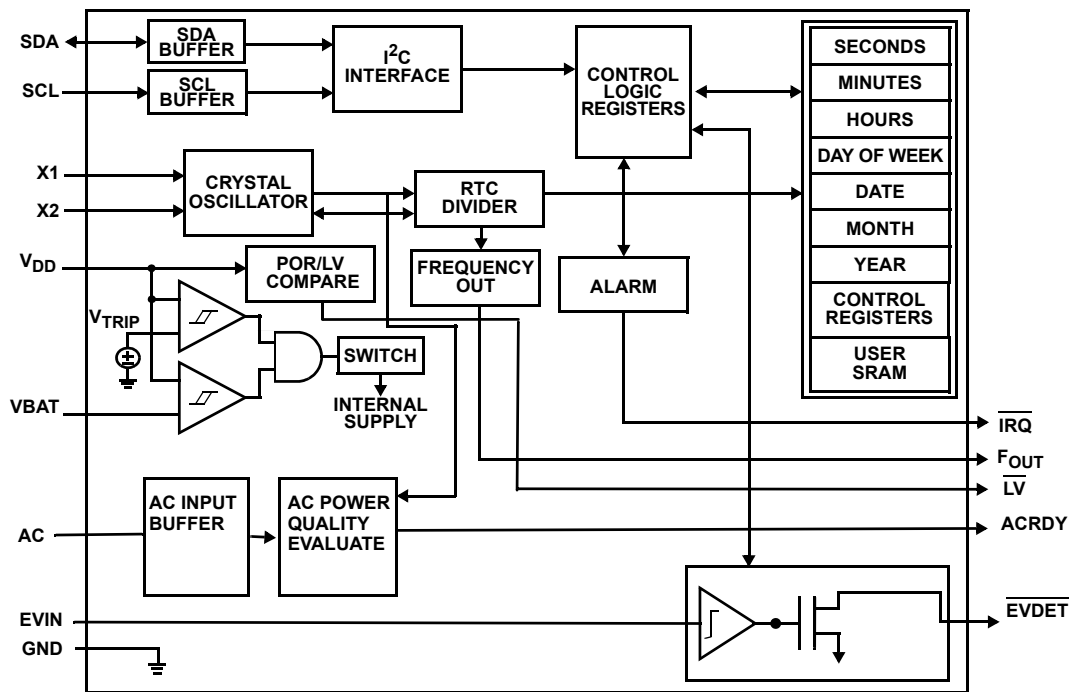 SDA
SDA
BUFFER
I²C
INTERFACE
CONTROL
LOGIC
REGISTERS
SECONDS
MINUTES
HOURS
DAY OF WEEK
DATE
MONTH
YEAR
CONTROL
REGISTERS
USER
SRAM
SCL
SCL
BUFFER
X1
X2
CRYSTAL
OSCILLATOR
RTC
DIVIDER
VDD
POR/LV
COMPARE
FREQUENCY
OUT
ALARM
VTRIP
SWITCH
INTERNAL
SUPPLY
VBAT
IRQ
FOUT
LV
AC
AC INPUT
BUFFER
AC POWER
QUALITY
EVALUATE
ACRDY
EVIN
EVDET
GND